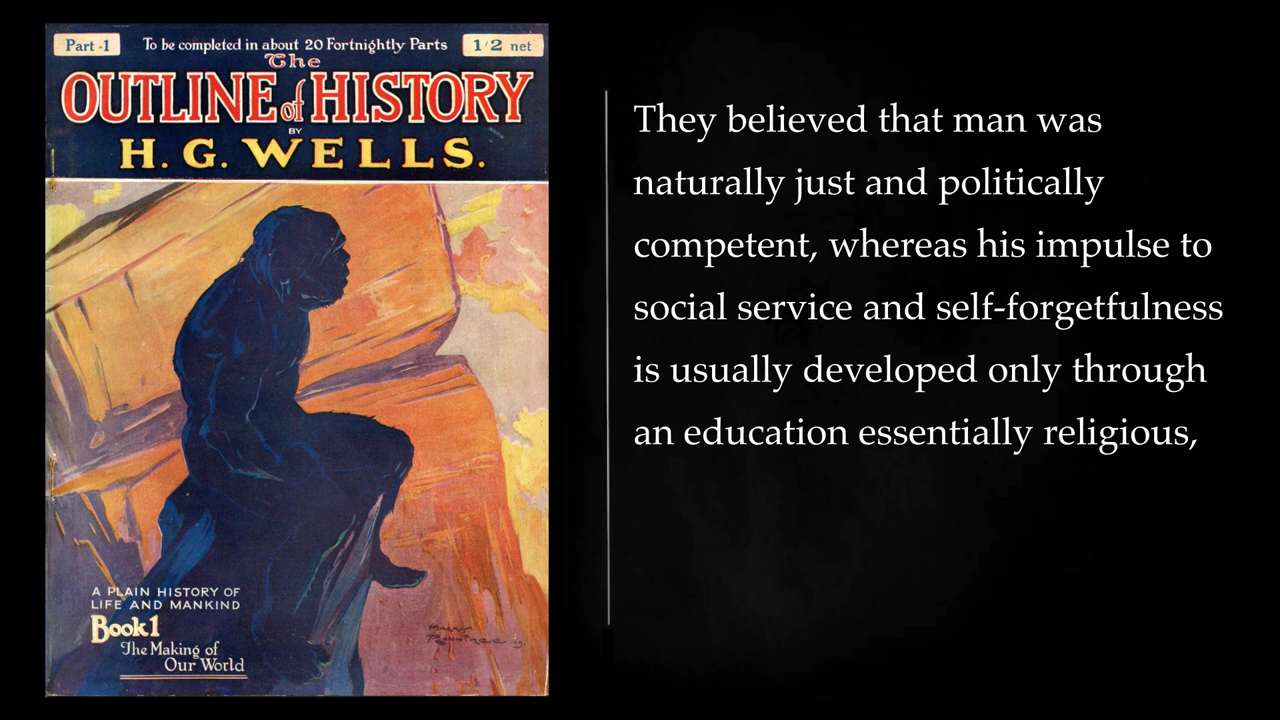 Part -1
To be completed in about 20 Fortnightly Parts
1/2 net
The
OUTLINE of HISTORY
BY
H. G. WELLS.
A PLAIN HISTORY OF
LIFE AND MANKIND
Book 1
The Making of
Our World
They believed that man was
naturally just and politically
competent, whereas his impulse to
social service and self-forgetfulness
is usually developed only through
an education essentially religious,